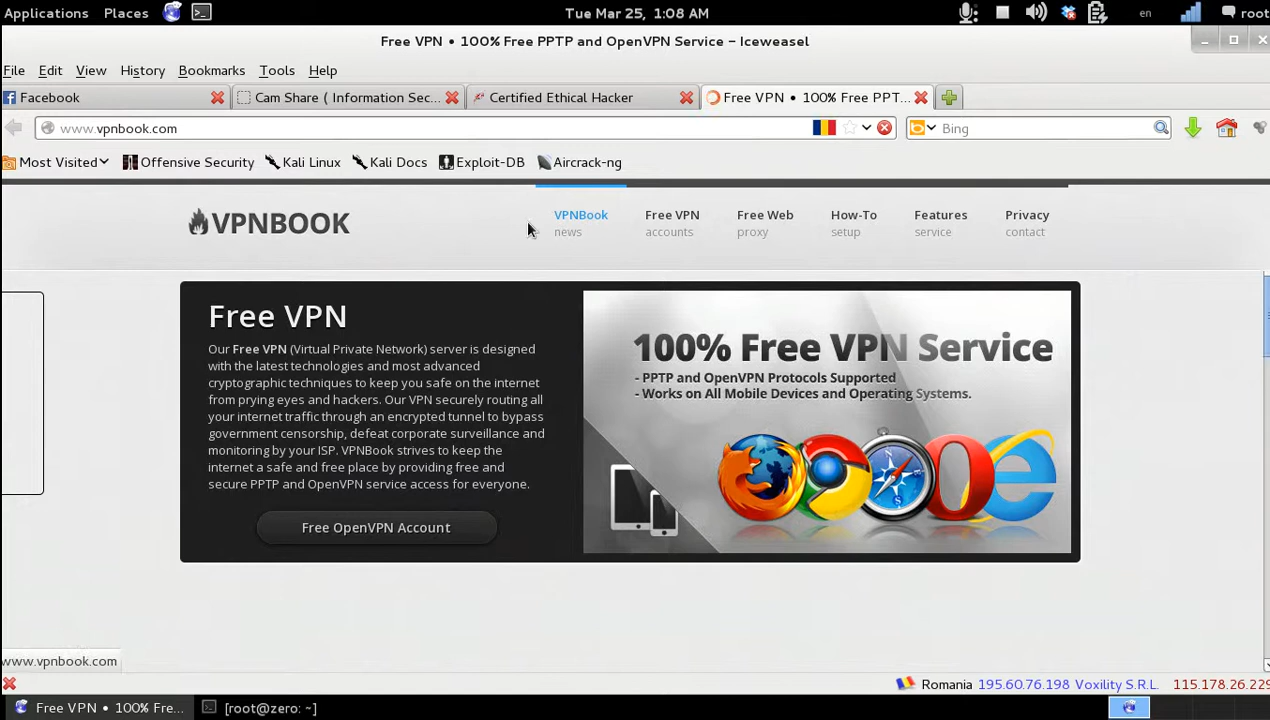 Applications Places Tue Mar 25, 1:08 AM en root
Free VPN • 100% Free PPTP and OpenVPN Service - Iceweasel
File Edit View History Bookmarks Tools Help
Facebook Cam Share ( Information Sec... Certified Ethical Hacker Free VPN • 100% Free PPT...
www.vpnbook.com Bing
Most Visited Offensive Security Kali Linux Kali Docs Exploit-DB Aircrack-ng
VPNBOOK
VPNBook Free VPN Free Web How-To Features Privacy
news accounts proxy setup service contact
Free VPN
Our Free VPN (Virtual Private Network) server is designed
with the latest technologies and most advanced
cryptographic techniques to keep you safe on the internet
from prying eyes and hackers. Our VPN securely routing all
your internet traffic through an encrypted tunnel to bypass
government censorship, defeat corporate surveillance and
monitoring by your ISP. VPNBook strives to keep the
internet a safe and free place by providing free and
secure PPTP and OpenVPN service access for everyone.
Free OpenVPN Account
100% Free VPN Service
- PPTP and OpenVPN Protocols Supported
- Works on All Mobile Devices and Operating Systems.
www.vpnbook.com
Romania 195.60.76.198 Voxility S.R.L. 115.178.26.229
Free VPN • 100% Fre... [root@zero: ~]